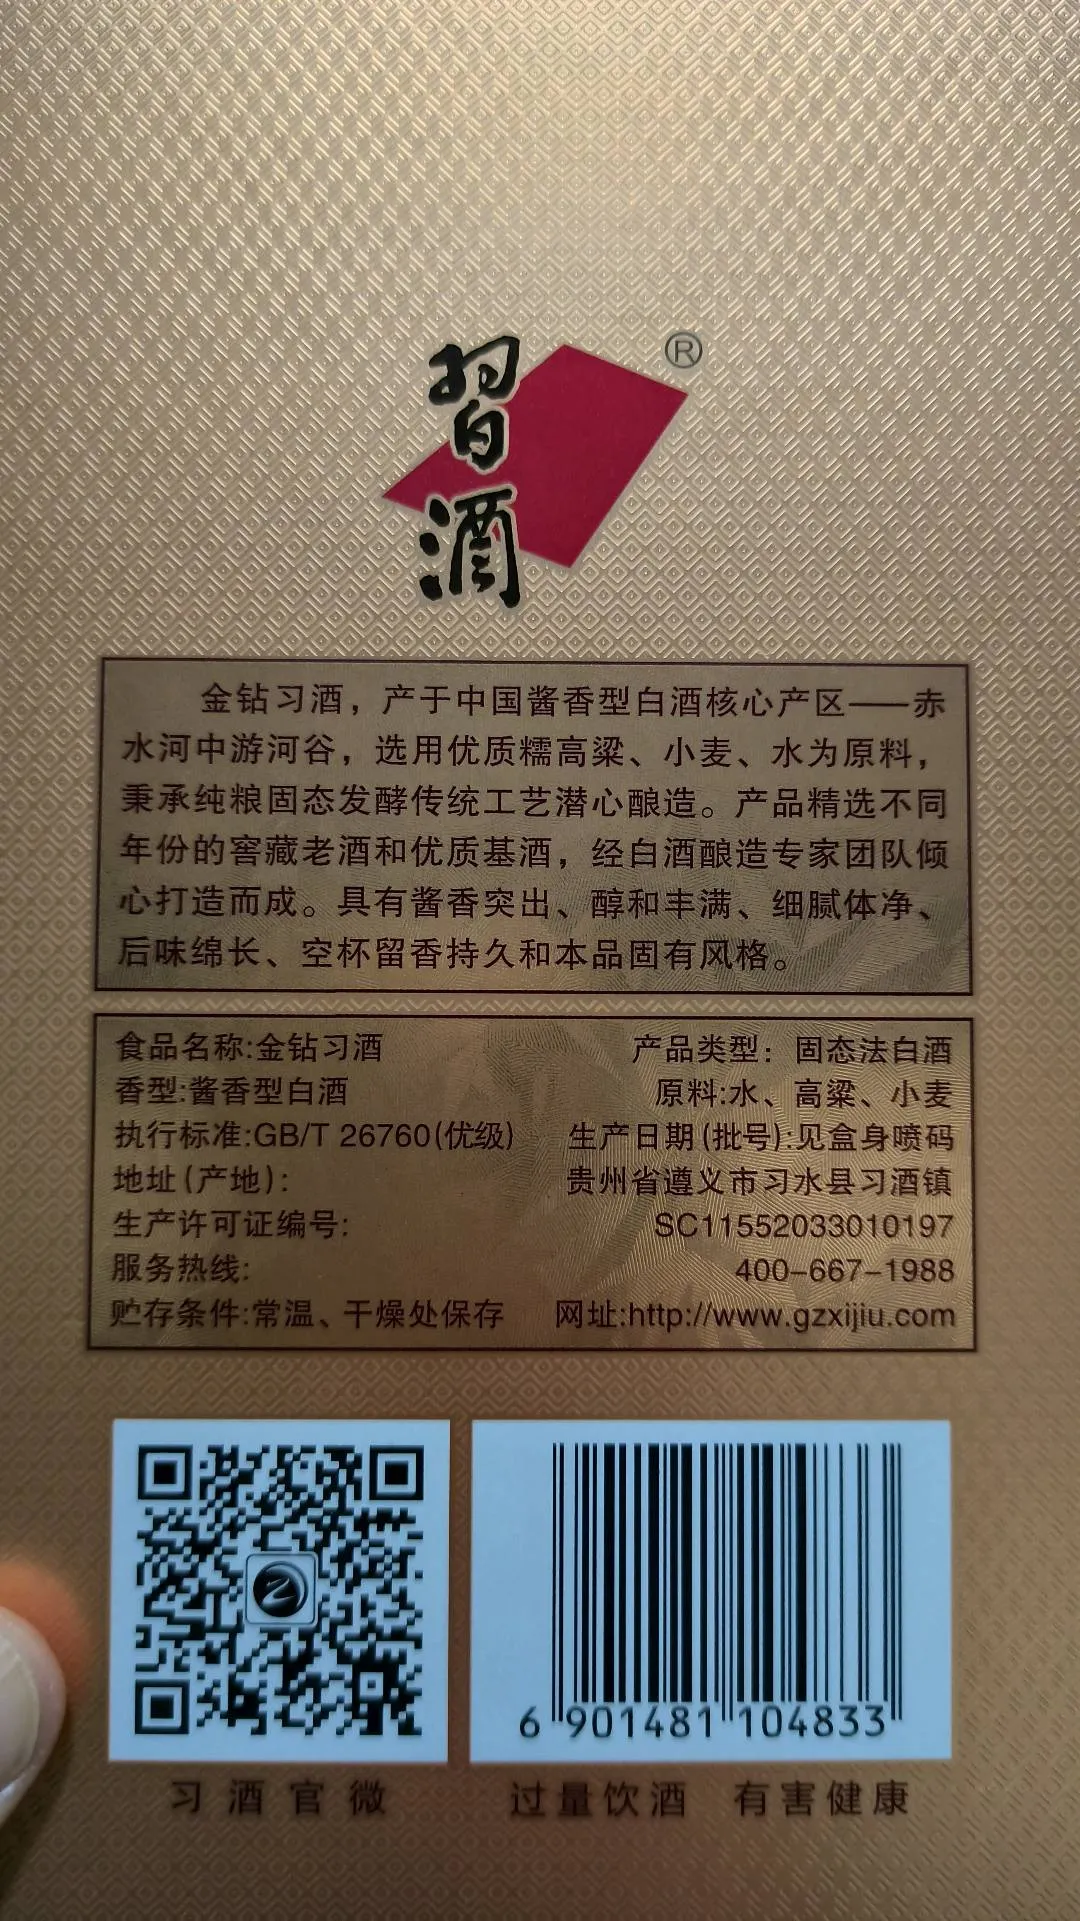 習酒
®
金钻习酒，产于中国酱香型白酒核心产区——赤
水河中游河谷，选用优质糯高粱、小麦、水为原料，
秉承纯粮固态发酵传统工艺潜心酿造。产品精选不同
年份的窖藏老酒和优质基酒，经白酒酿造专家团队倾
心打造而成。具有酱香突出、醇和丰满、细腻体净、
后味绵长、空杯留香持久和本品固有风格。
食品名称:金钻习酒 产品类型：固态法白酒
香型:酱香型白酒 原料:水、高粱、小麦
执行标准:GB/T 26760(优级) 生产日期(批号):见盒身喷码
地址(产地): 贵州省遵义市习水县习酒镇
生产许可证编号: SC11552033010197
服务热线: 400-667-1988
贮存条件:常温、干燥处保存 网址:http://www.gzxijiu.com
6 901481 104833
习酒官微 过量饮酒 有害健康